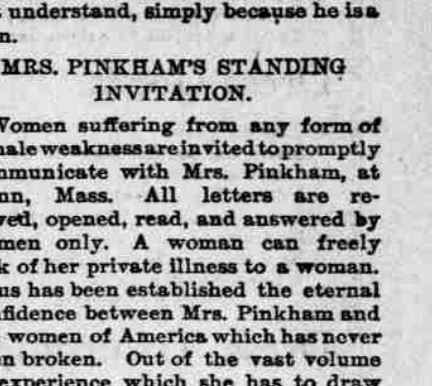 understand, simply because he is a
n.
MRS. PINKHAM'S STANDING
INVITATION.
Women suffering from any form of
male weakness are invited to promptly
mmunicate with Mrs. Pinkham, at
nn, Mass. All letters are re-
ved, opened, read, and answered by
men only. A woman can freely
k of her private illness to a woman.
us has been established the eternal
nfidence between Mrs. Pinkham and
women of America which has never
en broken. Out of the vast volume
experience which she has to draw